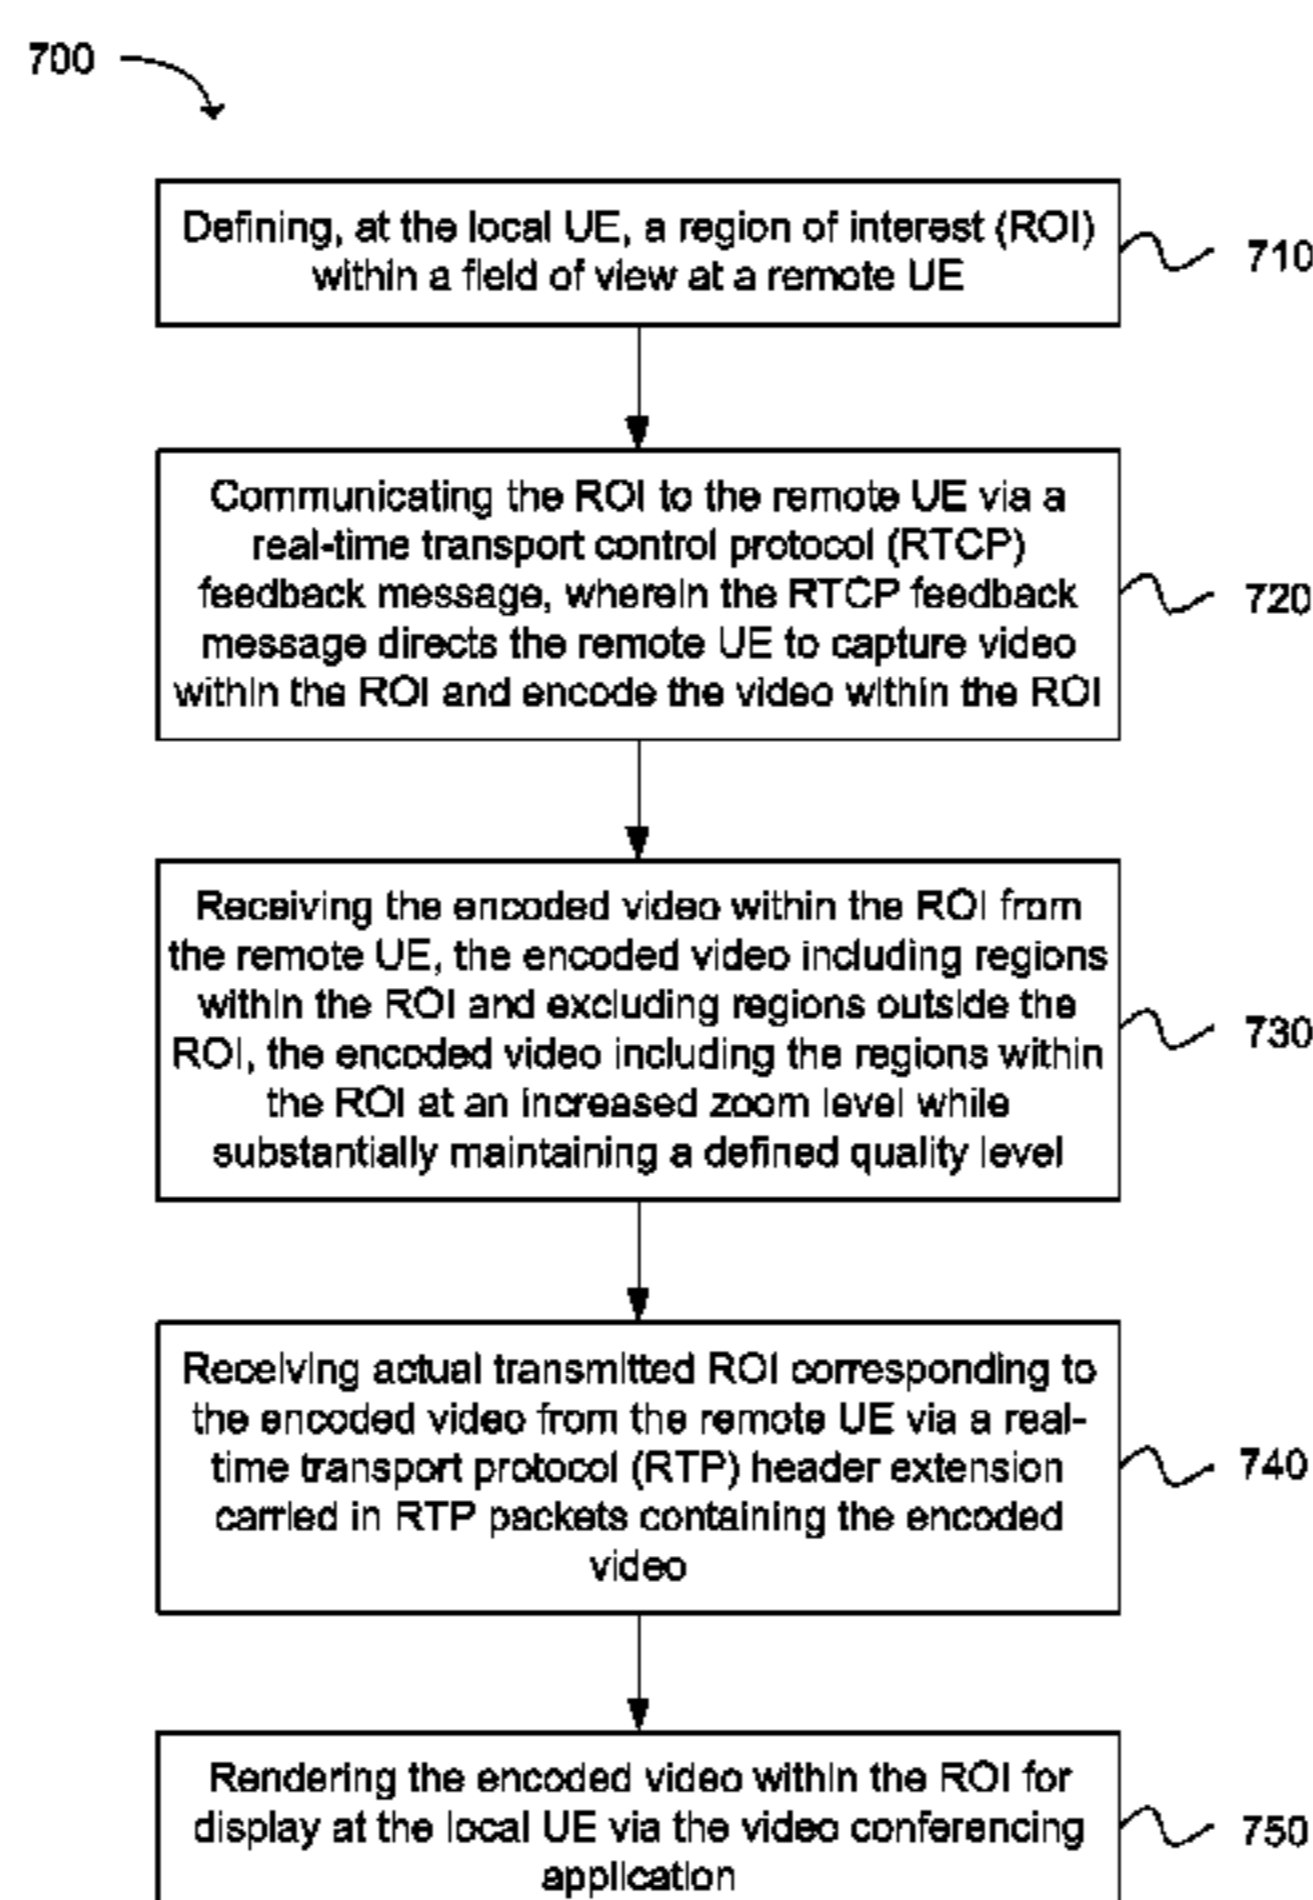 700
Defining, at the local UE, a region of interest (ROI)
within a field of view at a remote UE
710
Communicating the ROI to the remote UE via a
real-time transport control protocol (RTCP)
feedback message, wherein the RTCP feedback
message directs the remote UE to capture video
within the ROI and encode the video within the ROI
720
Receiving the encoded video within the ROI from
the remote UE, the encoded video including regions
within the ROI and excluding regions outside the
ROI, the encoded video including the regions within
the ROI at an increased zoom level while
substantially maintaining a defined quality level
730
Receiving actual transmitted ROI corresponding to
the encoded video from the remote UE via a real-
time transport protocol (RTP) header extension
carried in RTP packets containing the encoded
video
740
Rendering the encoded video within the ROI for
display at the local UE via the video conferencing
application
750